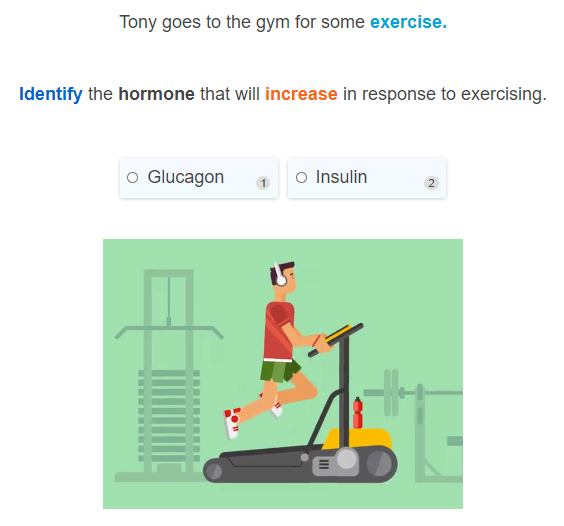 Tony goes to the gym for some exercise.
Identify the hormone that will increase in response to exercising.
Glucagon 1 Insulin 2